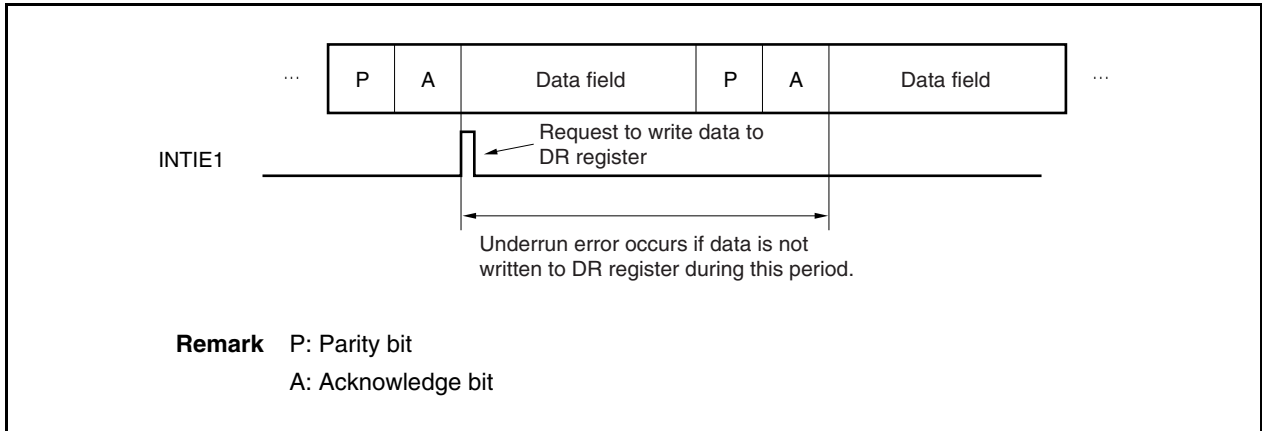 ... P A Data field P A Data field ...
INTIE1
Request to write data to
DR register
Underrun error occurs if data is not
written to DR register during this period.
Remark P: Parity bit
A: Acknowledge bit